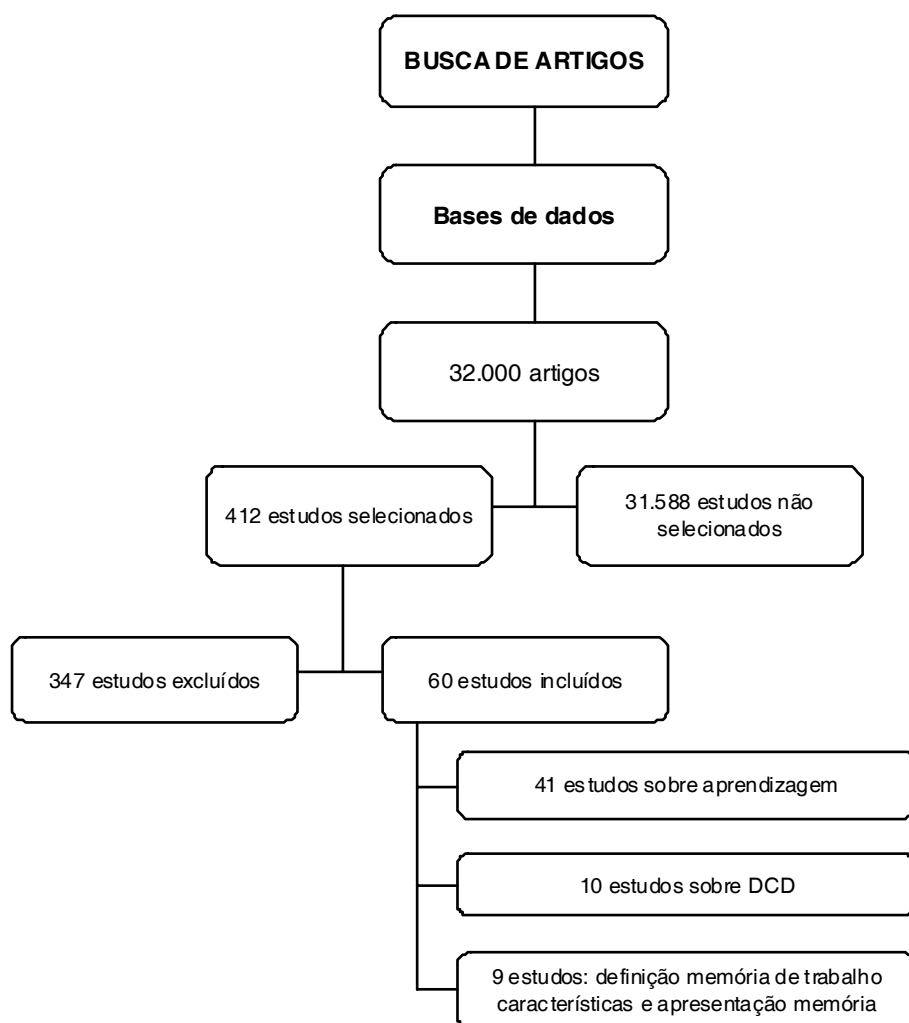 BUSCA DE ARTIGOS
Bases de dados
32.000 artigos
412 estudos selecionados
31.588 estudos não
selecionados
347 estudos excluídos
60 estudos incluídos
41 estudos sobre aprendizagem
10 estudos sobre DCD
9 estudos: definição memória de trabalho
características e apresentação memória